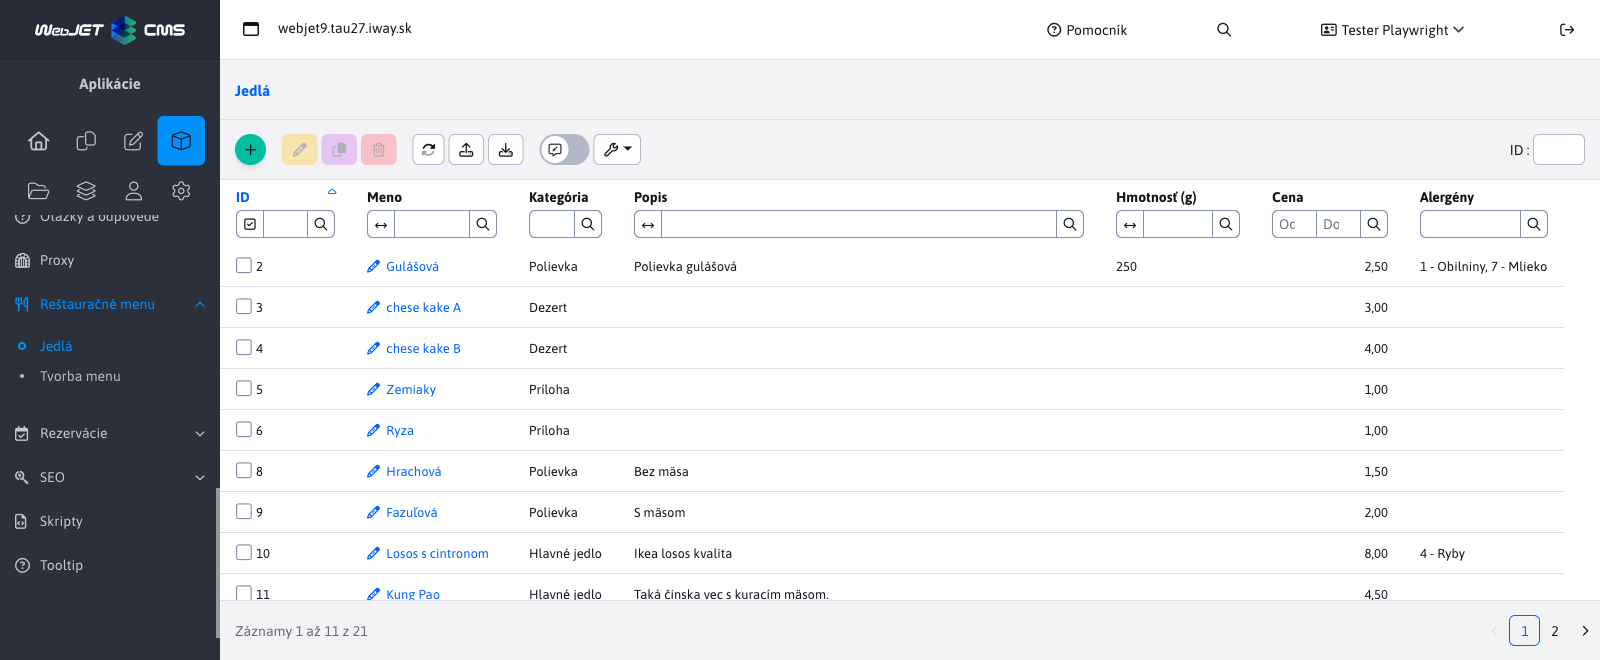 WebJET CMS
webjet9.tau27.iway.sk
Pomocník
Tester Playwright
Aplikácie
Otázky a odpovede
Proxy
Reštauračné menu
Jedlá
Tvorba menu
Rezervácie
SEO
Skripty
Tooltip
Jedlá
ID :
ID Meno Kategória Popis Hmotnosť (g) Cena Alergény
Od Do
2 Gulášová Polievka Polievka gulášová 250 2,50 1 - Obilniny, 7 - Mlieko
3 chese kake A Dezert 3,00
4 chese kake B Dezert 4,00
5 Zemiaky Príloha 1,00
6 Ryza Príloha 1,00
8 Hrachová Polievka Bez mäsa 1,50
9 Fazuľová Polievka S mäsom 2,00
10 Losos s cintronom Hlavné jedlo Ikea losos kvalita 8,00 4 - Ryby
11 Kung Pao Hlavné jedlo Taká činska vec s kuracím mäsom. 4,50
Záznamy 1 až 11 z 21
1 2